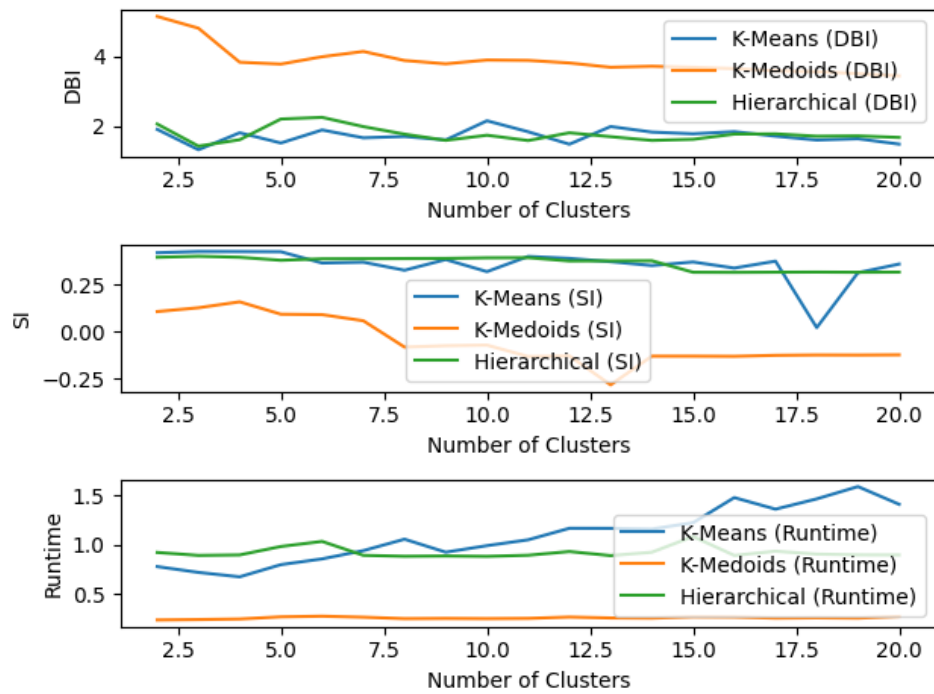 DBI
4
2
K-Means (DBI)
K-Medoids (DBI)
Hierarchical (DBI)
2.5 5.0 7.5 10.0 12.5 15.0 17.5 20.0
Number of Clusters
SI
0.25
0.00
−0.25
K-Means (SI)
K-Medoids (SI)
Hierarchical (SI)
2.5 5.0 7.5 10.0 12.5 15.0 17.5 20.0
Number of Clusters
Runtime
1.5
1.0
0.5
K-Means (Runtime)
K-Medoids (Runtime)
Hierarchical (Runtime)
2.5 5.0 7.5 10.0 12.5 15.0 17.5 20.0
Number of Clusters